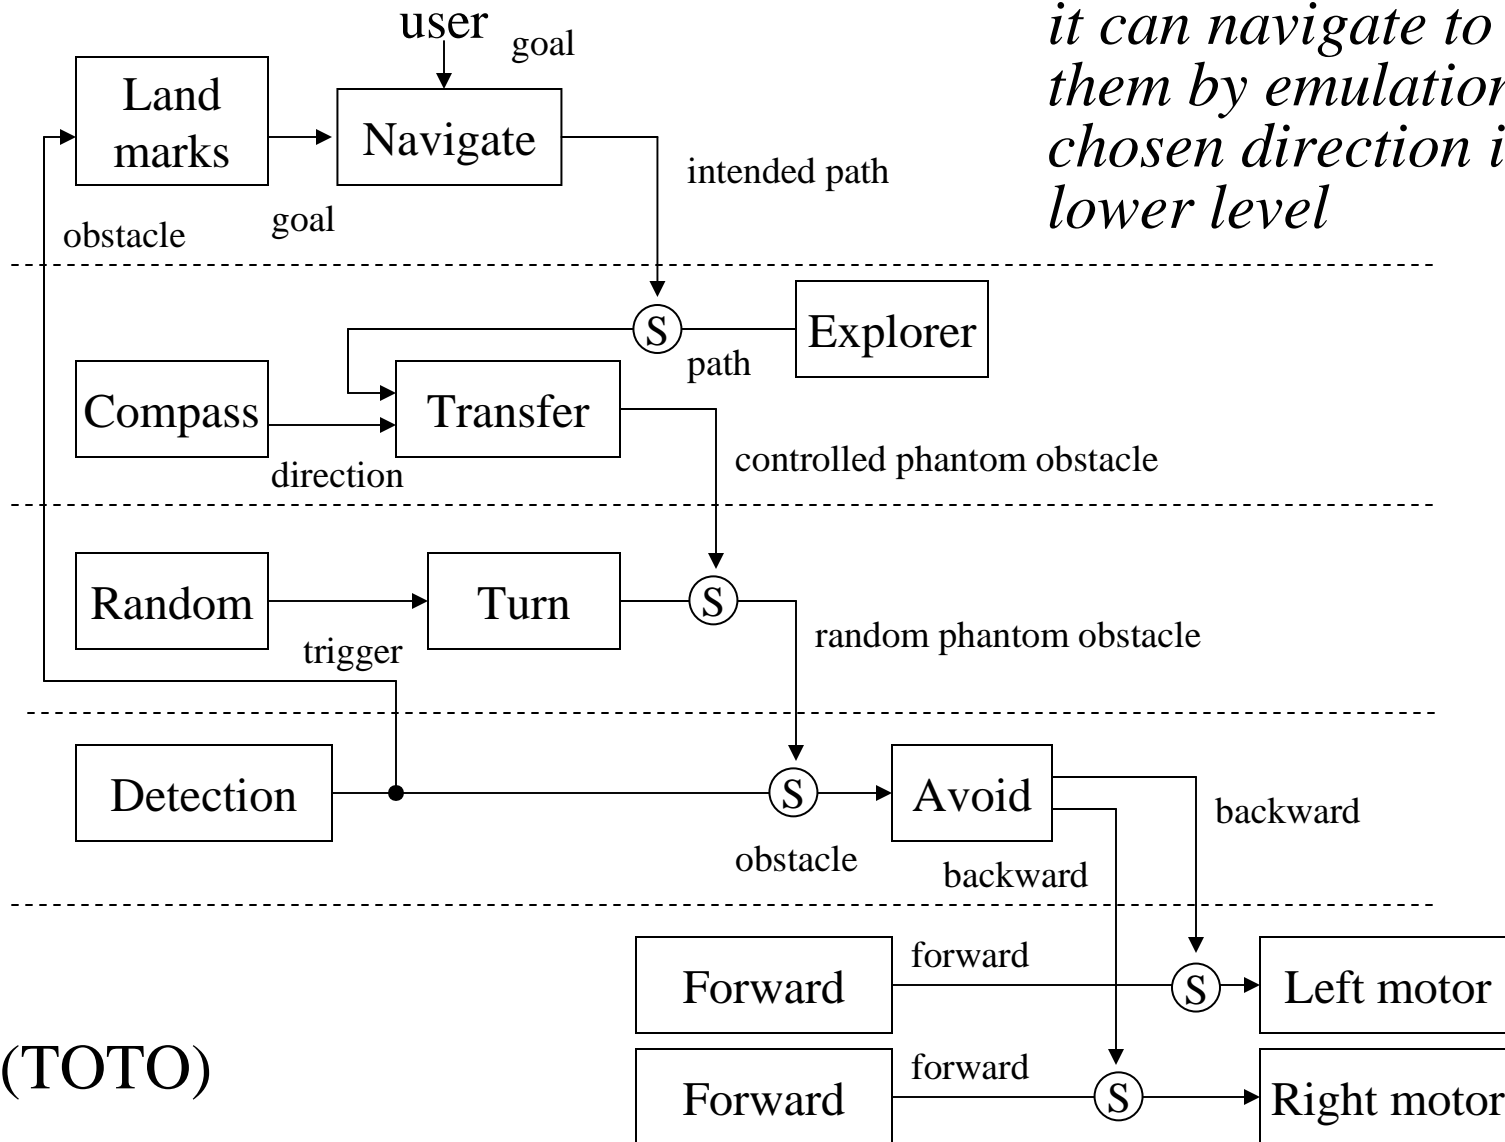 it can navigate to
them by emulation
chosen direction i
lower level
user
goal
Land
marks
Navigate
intended path
goal
obstacle
S
Explorer
path
Compass
Transfer
direction
controlled phantom obstacle
Random
Turn
S
trigger
random phantom obstacle
Detection
S
Avoid
backward
obstacle
backward
Forward
forward
S
Left motor
(TOTO)
Forward
forward
S
Right motor